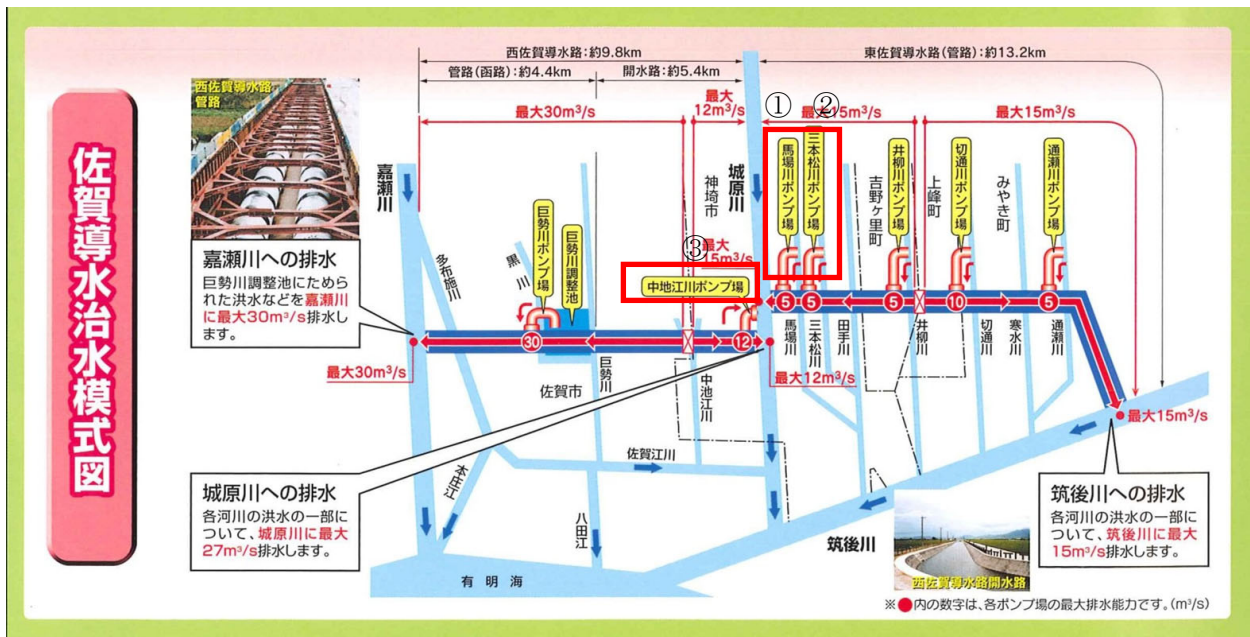 佐賀導水治水模式図
西佐賀導水路:約9.8km
東佐賀導水路(管路):約13.2km
管路(函路):約4.4km
開水路:約5.4km
最大30m³/s
最大
12m³/s
①
②
最大15m³/s
最大15m³/s
西佐賀導水路
管路
嘉瀬川
城原川
神埼市
馬場川ポンプ場
三本松川ポンプ場
吉野ヶ里町
井柳川ポンプ場
上峰町
切通川ポンプ場
みやき町
通瀬川ポンプ場
嘉瀬川への排水
巨勢川調整池にためら
れた洪水などを嘉瀬川
に最大30m³/s排水し
ます。
多布施川
黒川
巨勢川ポンプ場
巨勢川調整池
③
最大
15m³/s
中地江川ポンプ場
5
5
5
10
5
30
12
馬場川
三本松川
田手川
井柳川
切通川
寒水川
通瀬川
最大30m³/s
佐賀市
巨勢川
中池江川
最大12m³/s
最大15m³/s
佐賀江川
本庄江
八田江
城原川への排水
各河川の洪水の一部に
ついて、城原川に最大
27m³/s排水します。
筑後川への排水
各河川の洪水の一部に
ついて、筑後川に最大
15m³/s排水します。
筑後川
有明海
西佐賀導水路開水路
※●内の数字は、各ポンプ場の最大排水能力です。(m³/s)